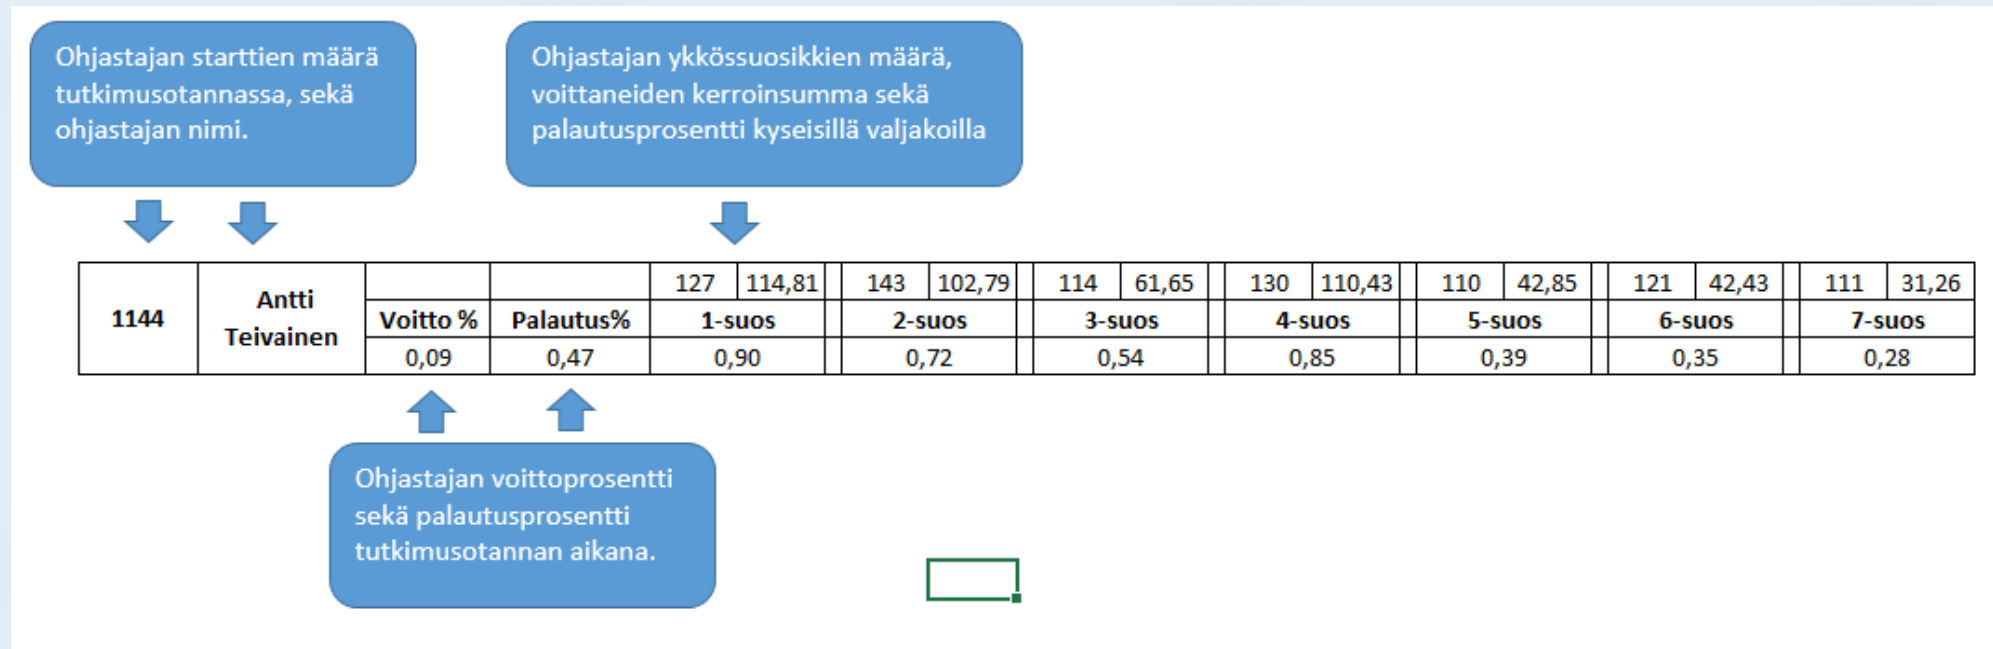 Ohjastajan starttien määrä
tutkimusotannassa, sekä
ohjastajan nimi.
Ohjastajan ykkössuosikkien määrä,
voittaneiden kerroinsumma sekä
palautusprosentti kyseisillä valjakoilla
127 114,81 143 102,79 114 61,65 130 110,43 110 42,85 121 42,43 111 31,26
1144 Antti Teivainen Voitto % Palautus% 1-suos 2-suos 3-suos 4-suos 5-suos 6-suos 7-suos
0,09 0,47 0,90 0,72 0,54 0,85 0,39 0,35 0,28
Ohjastajan voittoprosentti
sekä palautusprosentti
tutkimusotannan aikana.